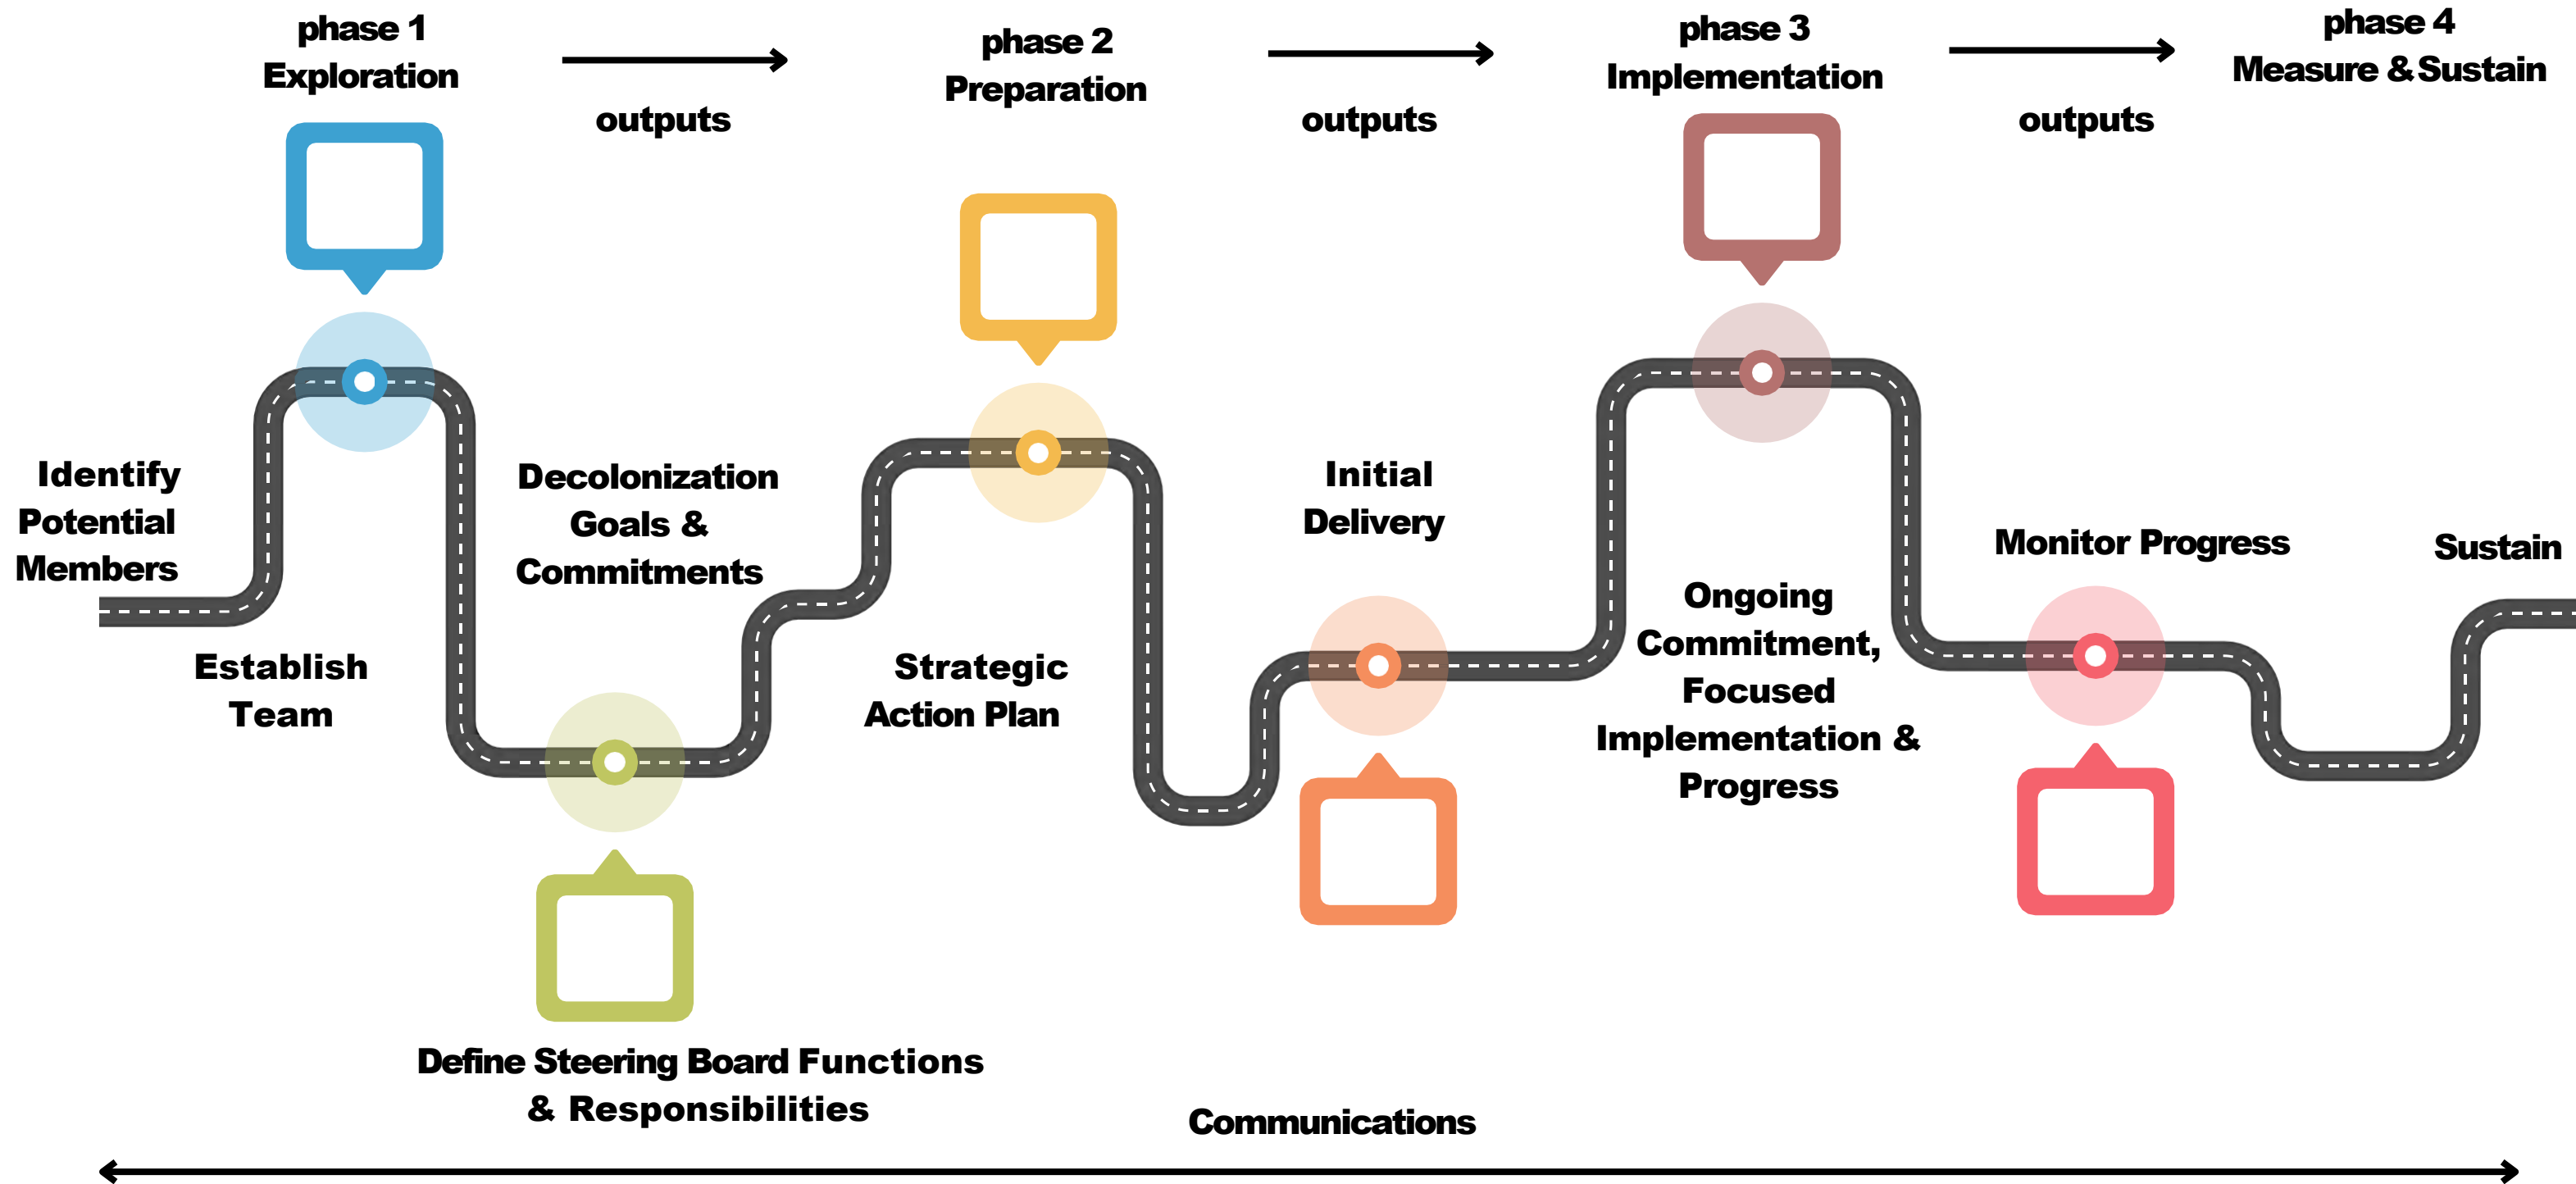 phase 1
Exploration
outputs
phase 2
Preparation
outputs
phase 3
Implementation
outputs
phase 4
Measure & Sustain
Identify
Potential
Members
Establish
Team
Decolonization
Goals &
Commitments
Define Steering Board Functions
& Responsibilities
Strategic
Action Plan
Initial
Delivery
Ongoing
Commitment,
Focused
Implementation &
Progress
Monitor Progress
Sustain
Communications